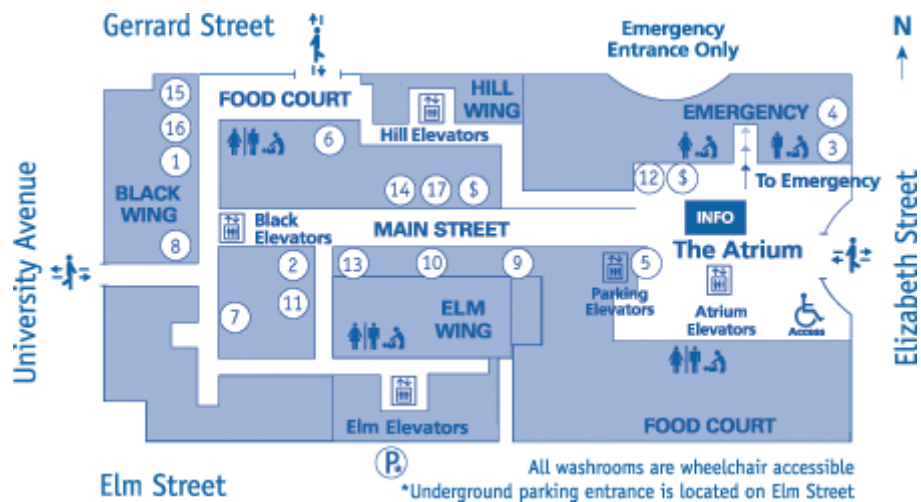 Gerrard Street
Emergency
Entrance Only
N
15
FOOD COURT
HILL
WING
EMERGENCY
4
16
6
Hill Elevators
3
1
12
$
To Emergency
BLACK
WING
14
17
$
INFO
Black
Elevators
MAIN STREET
The Atrium
8
2
13
10
9
5
Parking
Elevators
Atrium
Elevators
Access
7
11
ELM
WING
University Avenue
Elizabeth Street
Elm Elevators
FOOD COURT
P*
Elm Street
All washrooms are wheelchair accessible
*Underground parking entrance is located on Elm Street